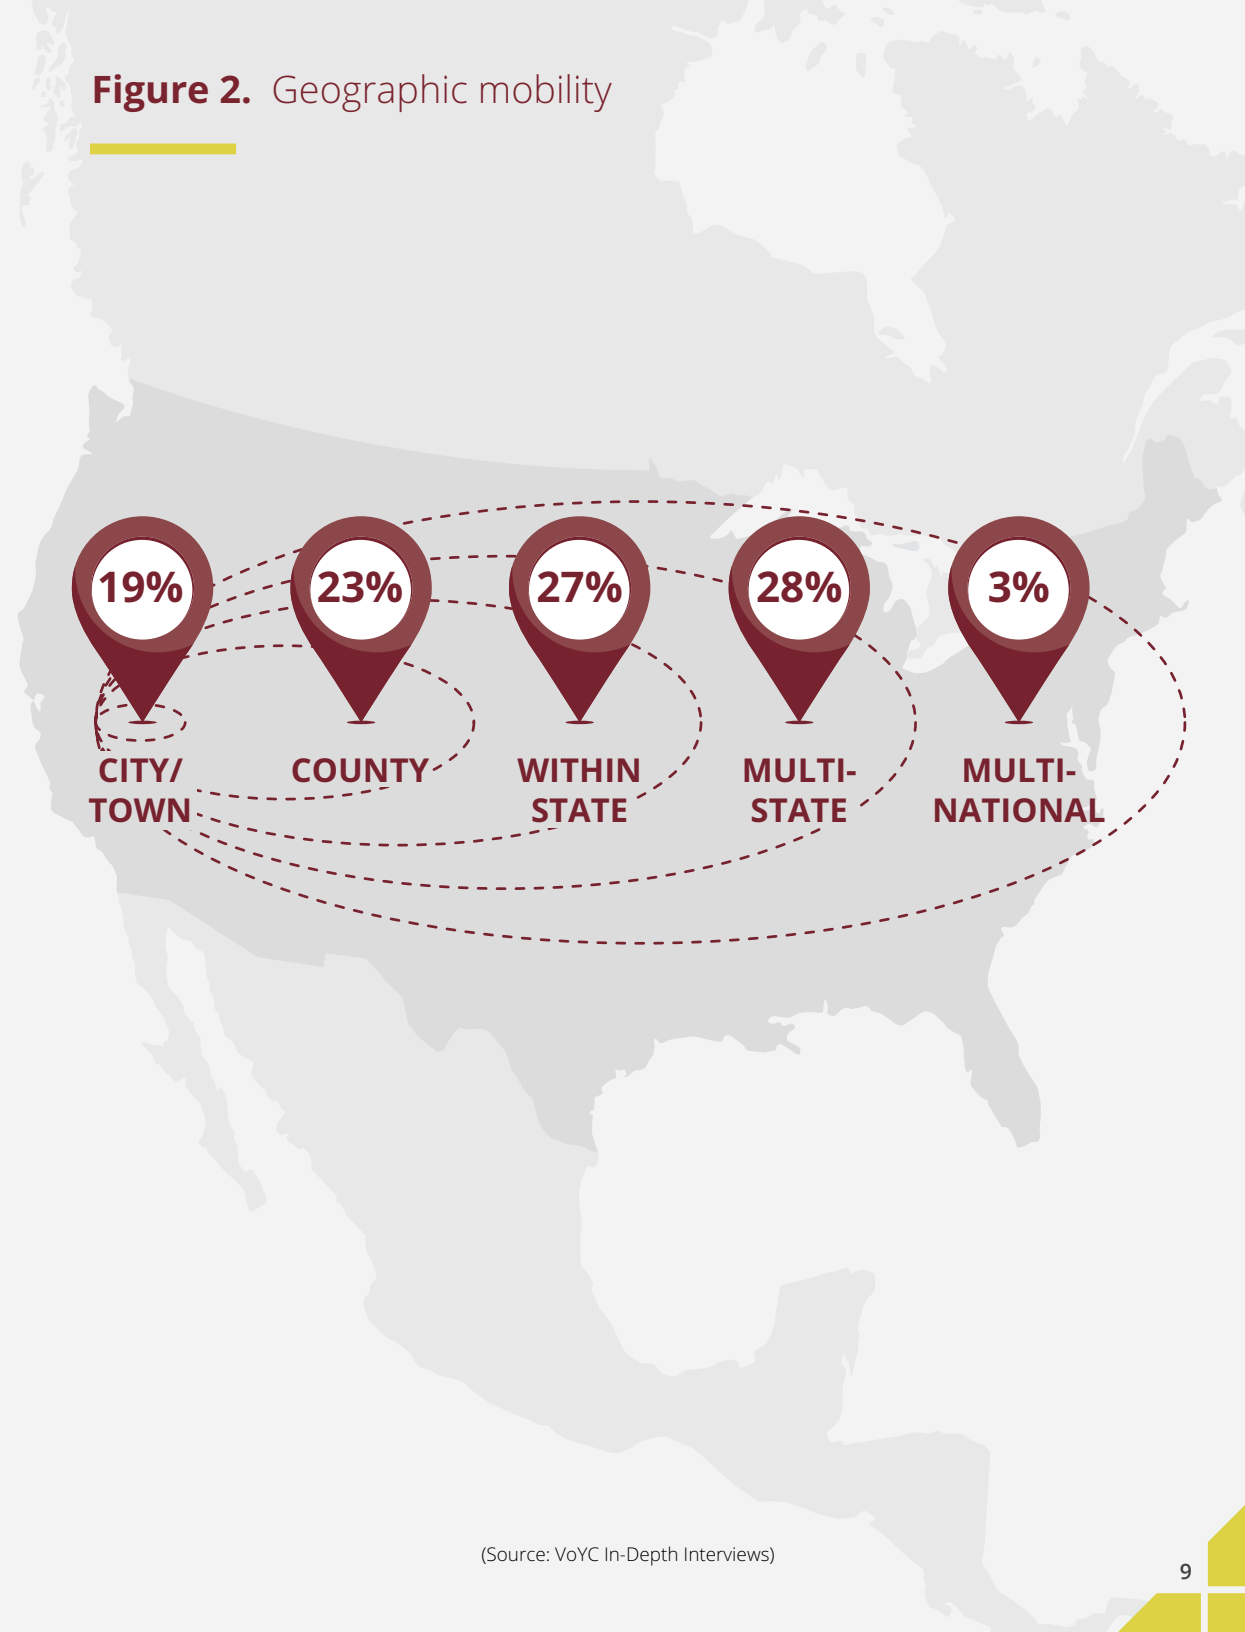 Figure 2. Geographic mobility
19%
23%
27%
28%
3%
CITY/
TOWN
COUNTY
WITHIN
STATE
MULTI-
STATE
MULTI-
NATIONAL
(Source: VoYC In-Depth Interviews)
9